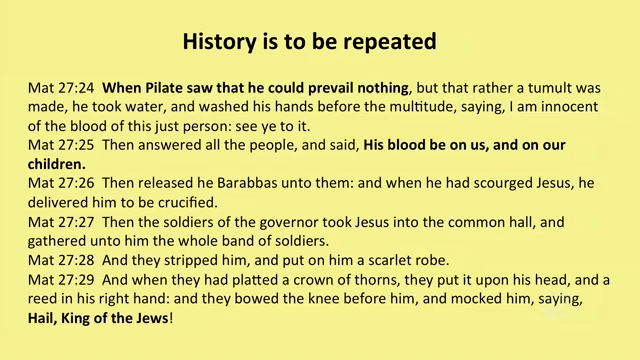 History is to be repeated
Mat 27:24 When Pilate saw that he could prevail nothing, but that rather a tumult was
made, he took water, and washed his hands before the multitude, saying, I am innocent
of the blood of this just person: see ye to it.
Mat 27:25 Then answered all the people, and said, His blood be on us, and on our
children.
Mat 27:26 Then released he Barabbas unto them: and when he had scourged Jesus, he
delivered him to be crucified.
Mat 27:27 Then the soldiers of the governor took Jesus into the common hall, and
gathered unto him the whole band of soldiers.
Mat 27:28 And they stripped him, and put on him a scarlet robe.
Mat 27:29 And when they had platted a crown of thorns, they put it upon his head, and a
reed in his right hand: and they bowed the knee before him, and mocked him, saying,
Hail, King of the Jews!